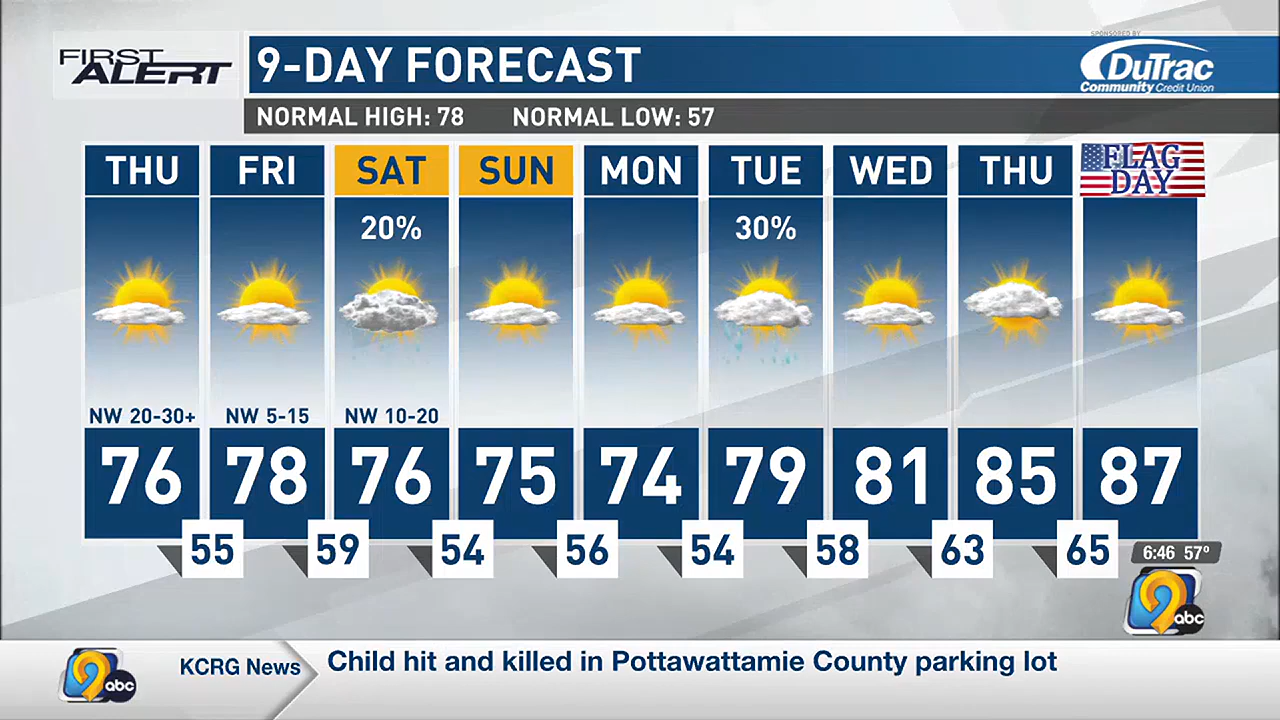 FIRST ALERT
9-DAY FORECAST
SPONSORED BY
DuTrac
Community Credit Union
NORMAL HIGH: 78 NORMAL LOW: 57
THU FRI SAT SUN MON TUE WED THU FLAG DAY
20% 30%
NW 20-30+ NW 5-15 NW 10-20
76 78 76 75 74 79 81 85 87
55 59 54 56 54 58 63 65
6:46 57°
9 abc
9 abc
KCRG News
Child hit and killed in Pottawattamie County parking lot